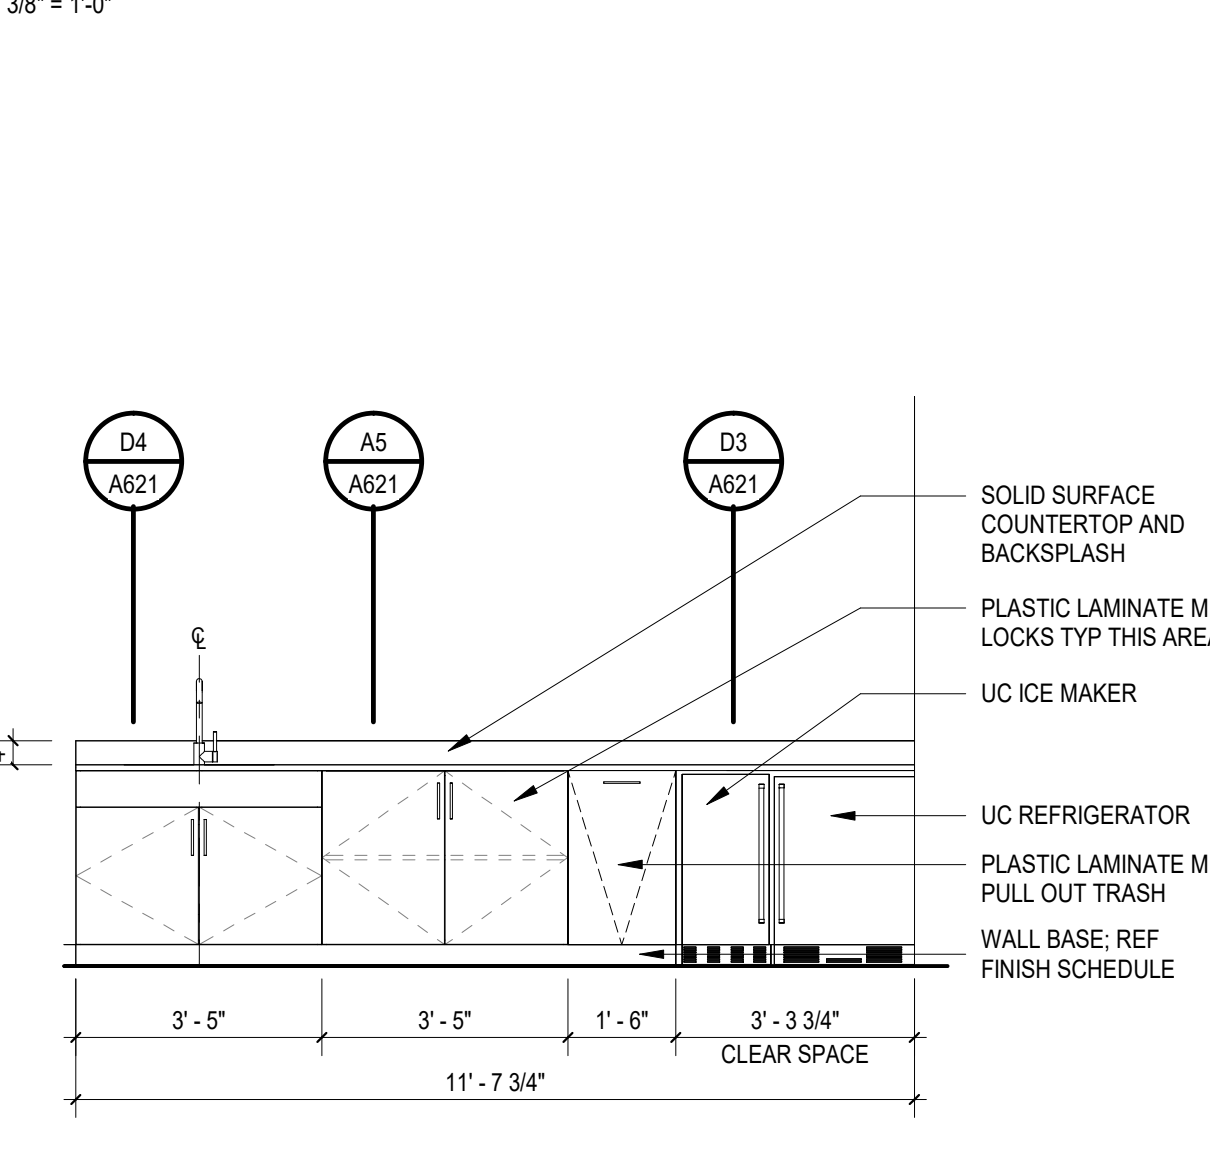 3/8" = 1'-0"
D4
A621
A5
A621
D3
A621
SOLID SURFACE
COUNTERTOP AND
BACKSPLASH
PLASTIC LAMINATE M
LOCKS TYP THIS AREA
℄
UC ICE MAKER
UC REFRIGERATOR
PLASTIC LAMINATE M
PULL OUT TRASH
WALL BASE; REF
FINISH SCHEDULE
3' - 5"
3' - 5"
1' - 6"
3' - 3 3/4"
CLEAR SPACE
11' - 7 3/4"